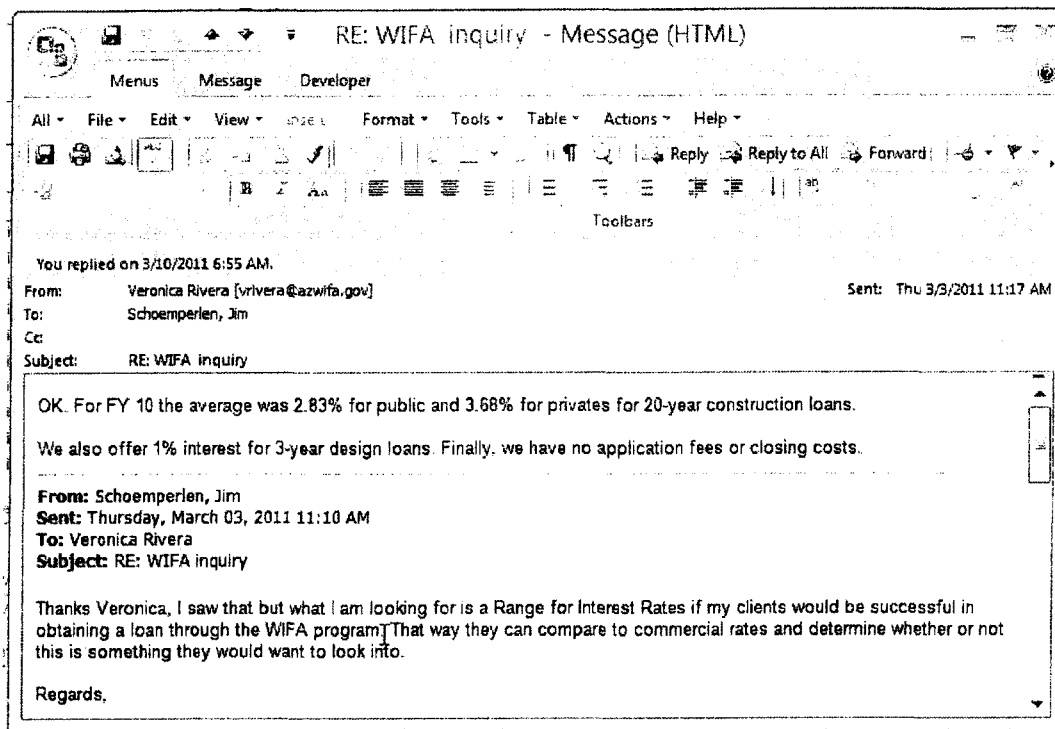 RE: WIFA inquiry - Message (HTML)
Menus Message Developer
All File Edit View Format Tools Table Actions Help
Reply Reply to All Forward
B I Aa
Toolbars
You replied on 3/10/2011 6:55 AM.
From: Veronica Rivera [vrivera@azwifa.gov] Sent: Thu 3/3/2011 11:17 AM
To: Schoemperlen, Jim
Cc:
Subject: RE: WIFA inquiry
OK. For FY 10 the average was 2.83% for public and 3.68% for privates for 20-year construction loans.
We also offer 1% interest for 3-year design loans. Finally, we have no application fees or closing costs.
From: Schoemperlen, Jim
Sent: Thursday, March 03, 2011 11:10 AM
To: Veronica Rivera
Subject: RE: WIFA inquiry
Thanks Veronica, I saw that but what I am looking for is a Range for Interest Rates if my clients would be successful in
obtaining a loan through the WIFA program. That way they can compare to commercial rates and determine whether or not
this is something they would want to look into.
Regards,